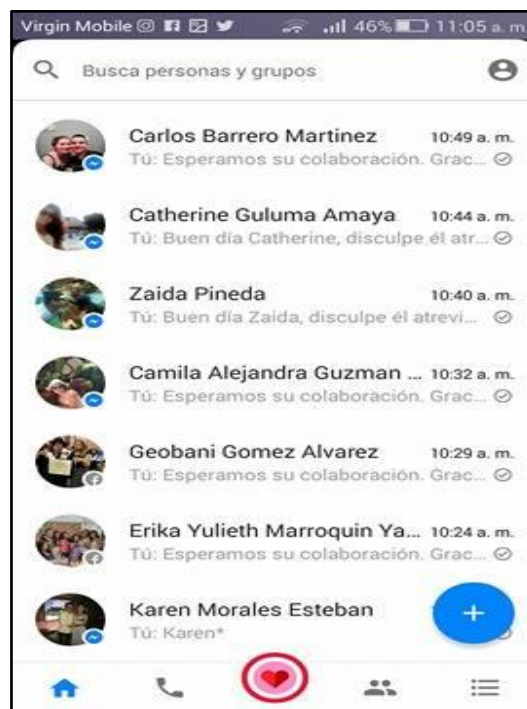 Virgin Mobile 46% 11:05 a. m.
Busca personas y grupos
Carlos Barrero Martinez 10:49 a. m.
Tú: Esperamos su colaboración. Grac...
Catherine Guluma Amaya 10:44 a. m.
Tú: Buen día Catherine, disculpe él atr...
Zaida Pineda 10:40 a. m.
Tú: Buen día Zaida, disculpe él atrevi...
Camila Alejandra Guzman ... 10:32 a. m.
Tú: Esperamos su colaboración. Grac...
Geobani Gomez Alvarez 10:29 a. m.
Tú: Esperamos su colaboración. Grac...
Erika Yulieth Marroquin Ya... 10:24 a. m.
Tú: Esperamos su colaboración. Grac...
Karen Morales Esteban
Tú: Karen*